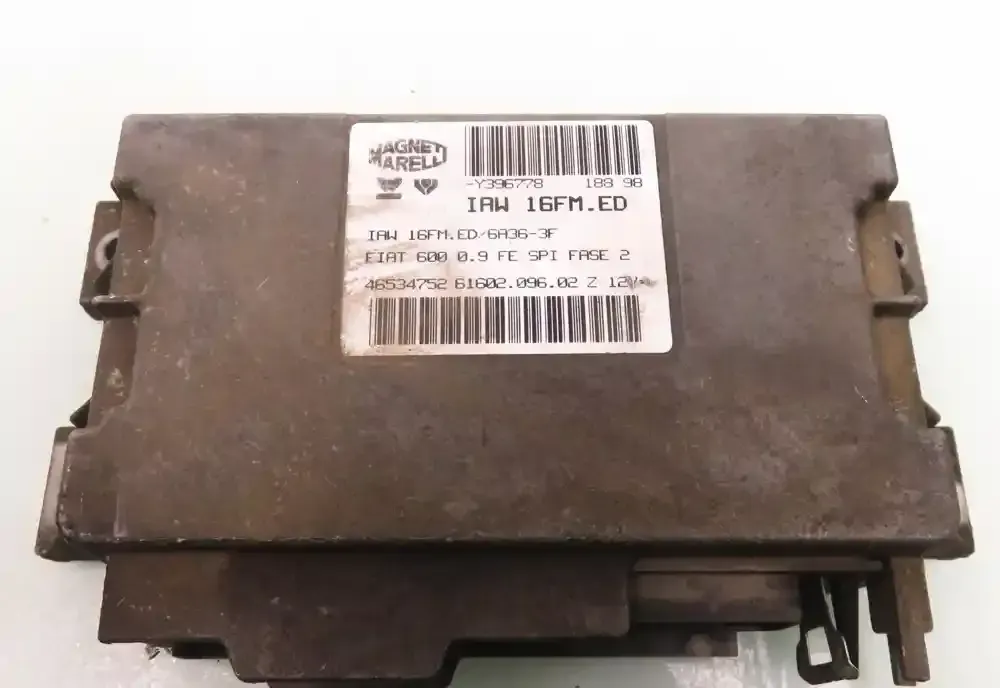 MAGNETI
MARELLI
-Y396778 188 98
IAW 16FM.ED
IAW 16FM.ED/6A36-3F
FIAT 600 0.9 FE SPI FASE 2
46534752 61602.096.02 Z 12V